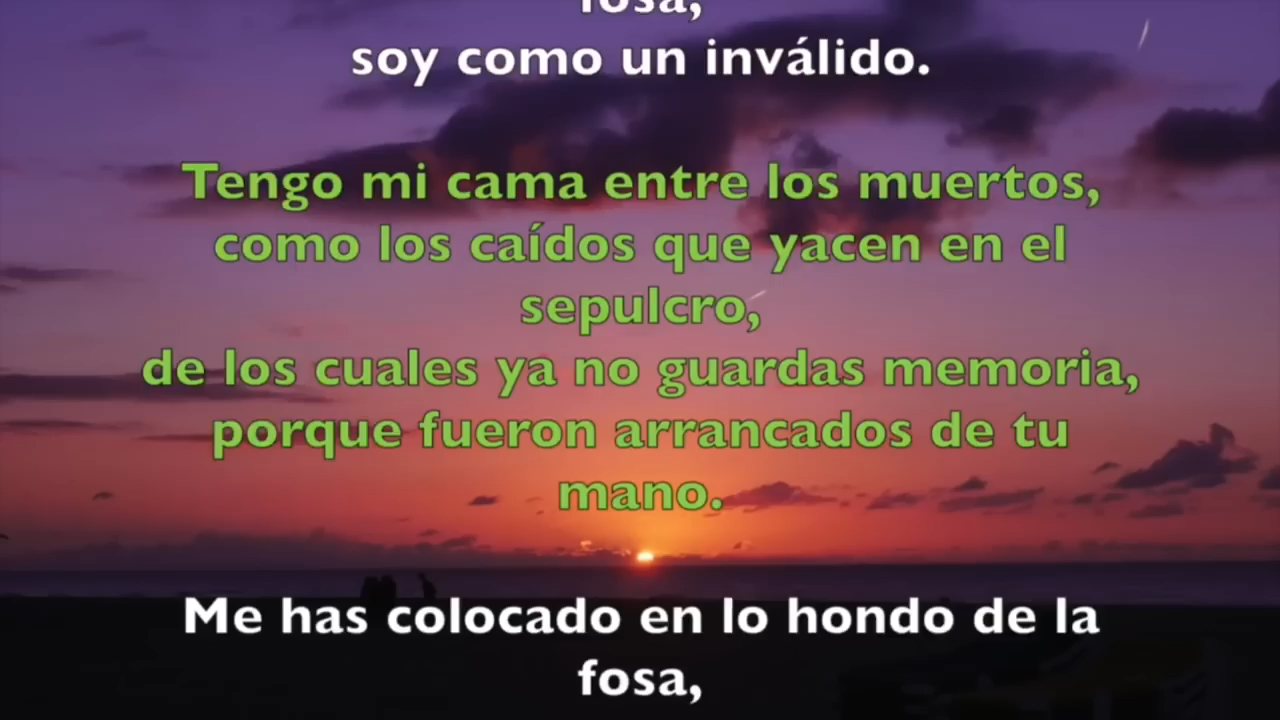 fosa,
soy como un inválido.
Tengo mi cama entre los muertos,
como los caídos que yacen en el
sepulcro,
de los cuales ya no guardas memoria,
porque fueron arrancados de tu
mano.
Me has colocado en lo hondo de la
fosa,